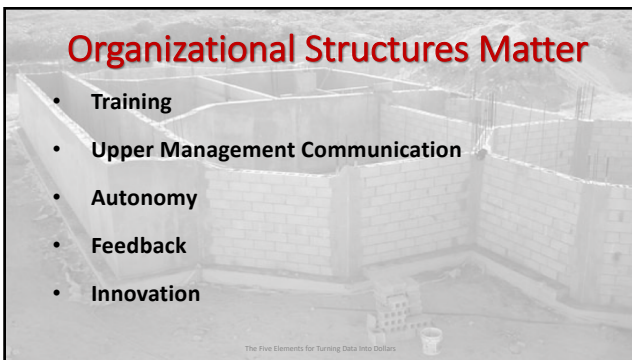 Organizational Structures Matter
• Training
• Upper Management Communication
• Autonomy
• Feedback
• Innovation
The Five Elements for Turning Data Into Dollars